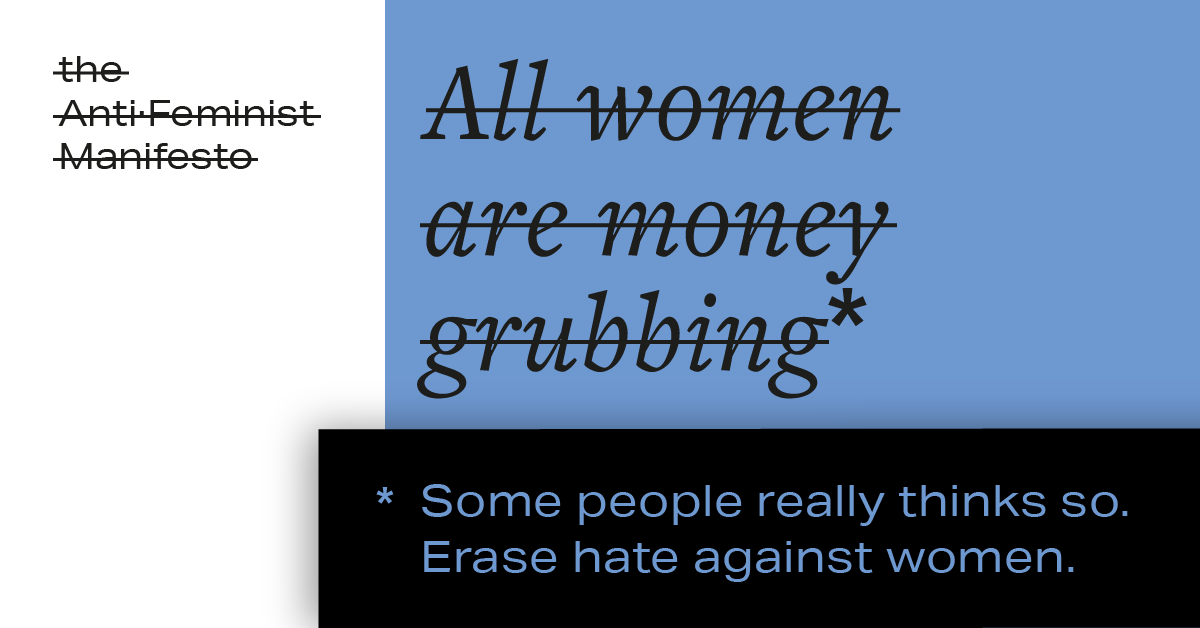 the
Anti-Feminist
Manifesto
All women
are money
grubbing*
* Some people really thinks so.
Erase hate against women.